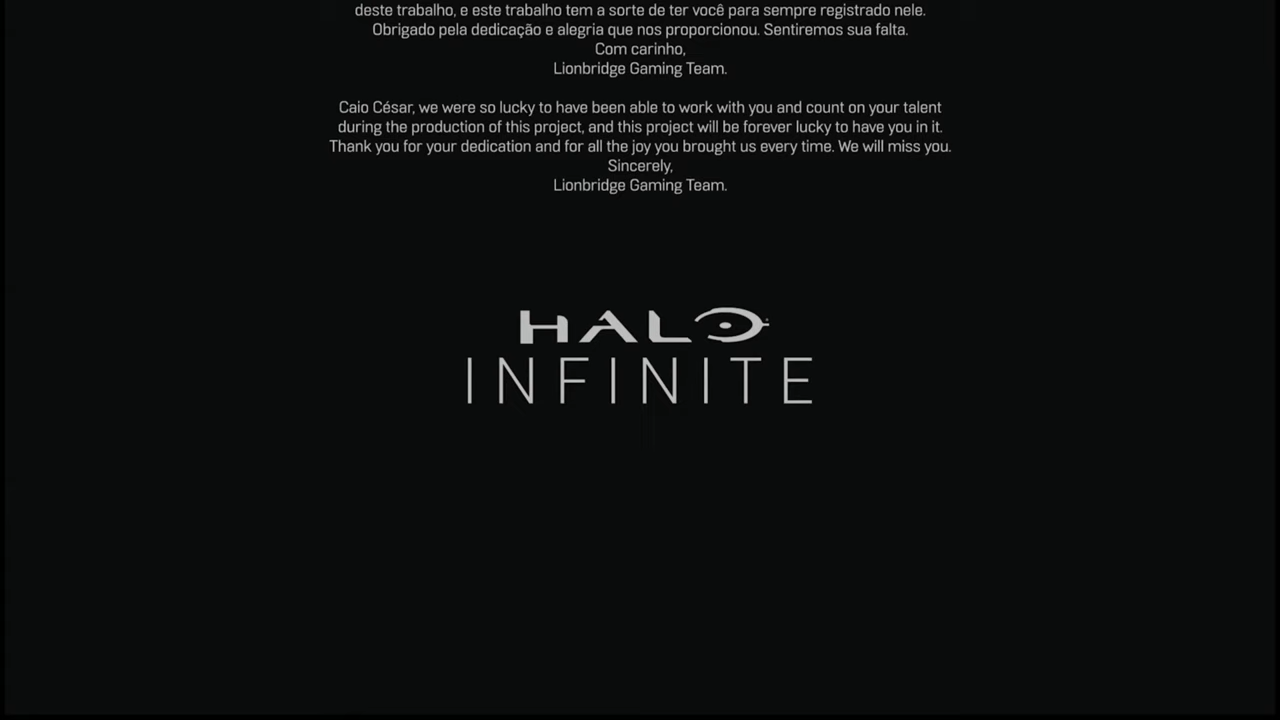 deste trabalho, e este trabalho tem a sorte de ter você para sempre registrado nele.
Obrigado pela dedicação e alegria que nos proporcionou. Sentiremos sua falta.
Com carinho,
Lionbridge Gaming Team.
Caio César, we were so lucky to have been able to work with you and count on your talent
during the production of this project, and this project will be forever lucky to have you in it.
Thank you for your dedication and for all the joy you brought us every time. We will miss you.
Sincerely,
Lionbridge Gaming Team.
HALO
INFINITE